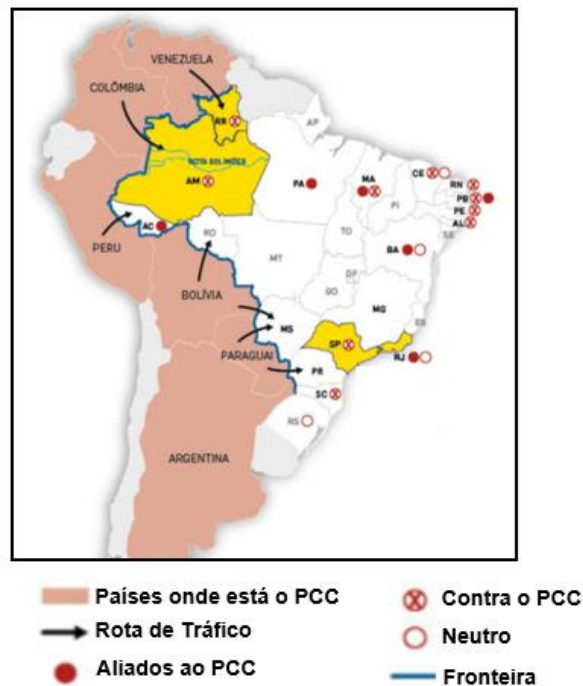 VENEZUELA
COLÔMBIA
RR
AP
ROTA SOLIMÕES
AM
PA
MA
CE
RN
PB
PE
AL
PI
SE
AC
RO
TO
BA
PERU
MT
DF
GO
BOLÍVIA
MG
ES
MS
SP
RJ
PARAGUAI
PR
SC
RS
ARGENTINA
Países onde está o PCC
Rota de Tráfico
Aliados ao PCC
Contra o PCC
Neutro
Fronteira